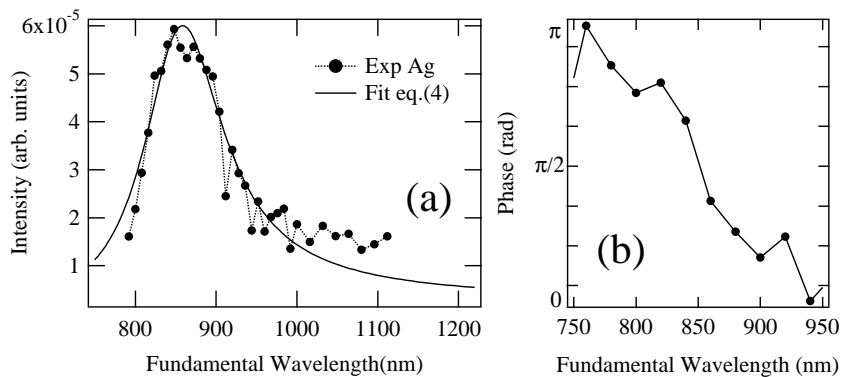 6x10-5
5
4
3
2
1
Intensity (arb. units)
Exp Ag
Fit eq.(4)
(a)
800 900 1000 1100 1200
Fundamental Wavelength(nm)
π
π/2
0
Phase (rad)
(b)
750 800 850 900 950
Fundamental Wavelength (nm)